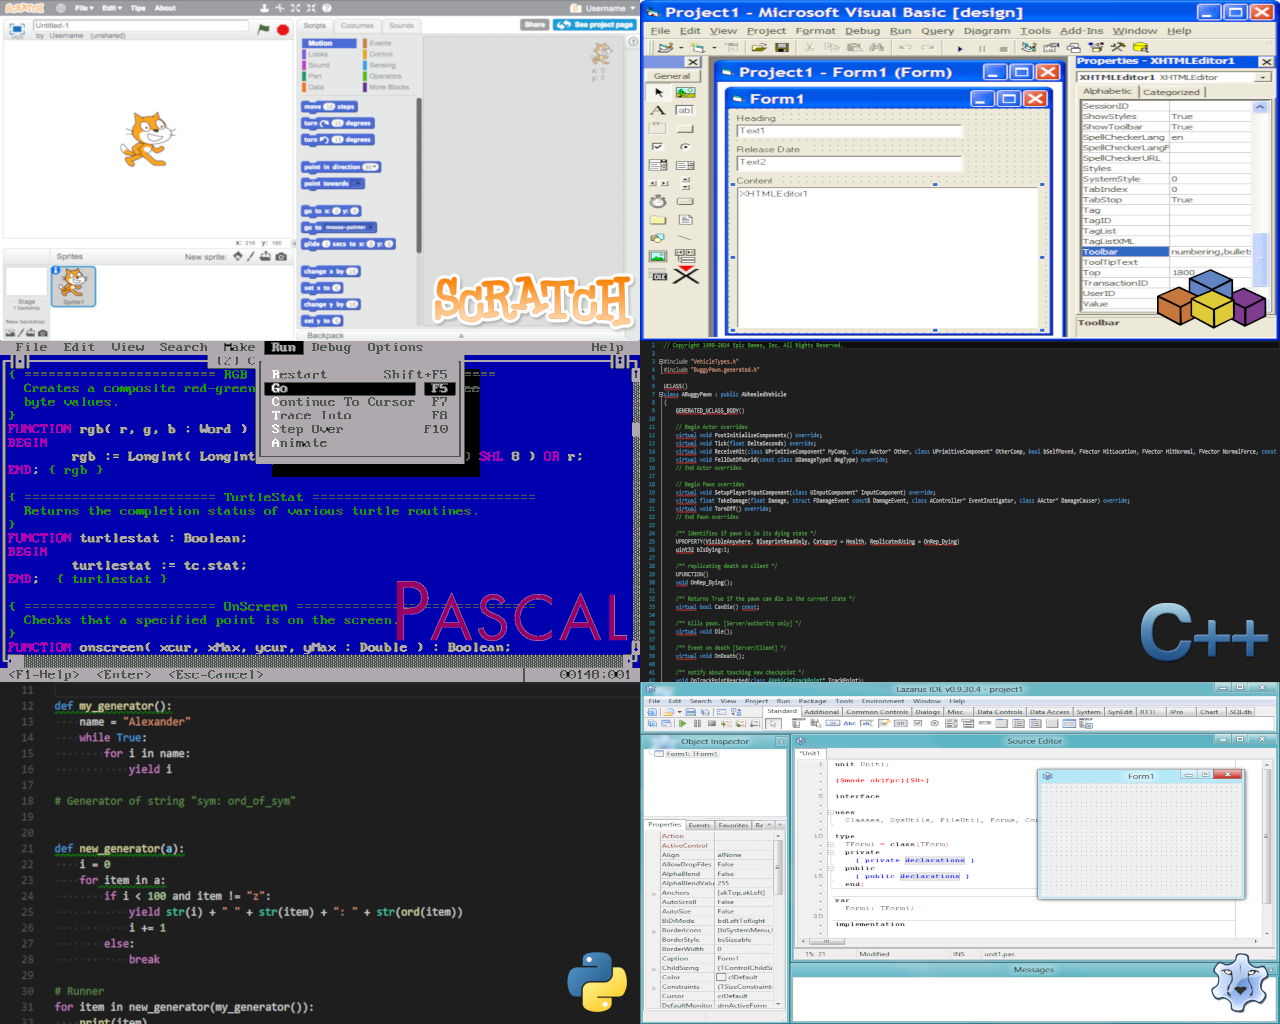 SCRATCH
File▾ Edit▾ Tips About
Username ▾
Untitled-1
by Username (unshared)
Scripts Costumes Sounds
Share
See project page
Motion Events
Looks Control
Sound Sensing
Pen Operators
Data More Blocks
move 10 steps
turn 15 degrees
turn 15 degrees
point in direction 90▾
point towards
go to x: 0 y: 0
go to mouse-pointer
glide 1 secs to x: 0 y: 0
change x by 10
set x to 0
change y by 10
set y to 0
x: 0
y: 0
Sprites New sprite:
Stage
1 backdrop
New backdrop:
Sprite1
Backpack
SCRATCH
Project1 - Microsoft Visual Basic [design]
File Edit View Project Format Debug Run Query Diagram Tools Add-Ins Window Help
General
Project1 - Form1 (Form)
Form1
Heading
Text1
Release Date
Text2
Content
XHTMLEditor1
Properties - XHTMLEditor1
XHTMLEditor1 XHTMLEditor
Alphabetic Categorized
SessionID
ShowStyles True
ShowToolbar True
SpellCheckerLang en
SpellCheckerLangF
SpellCheckerURL
Styles
SystemStyle 0
TabIndex 0
TabStop True
Tag
TagID
TagList
TagListXML
Toolbar numbering,bullets
ToolTipText
Top 1800
TransactionID
UserID
Value
Toolbar
File Edit View Search Make Run Debug Options Help
[2] C
Restart Shift+F5
Go F5
Continue To Cursor F7
Trace Into F8
Step Over F10
Animate
{ ======================== RGB
Creates a composite red-green
byte values.
}
FUNCTION rgb( r, g, b : Word )
BEGIN
rgb := LongInt( LongInt ) SHL 8 ) OR r;
END; { rgb }
{ ======================== TurtleStat ============================
Returns the completion status of various turtle routines.
}
FUNCTION turtlestat : Boolean;
BEGIN
turtlestat := tc.stat;
END; { turtlestat }
{ ======================== OnScreen
Checks that a specified point is on the screen.
}
FUNCTION onscreen( xcur, xMax, ycur, yMax : Double ) : Boolean;
<F1-Help> <Enter> <Esc-Cancel> 00148:001
PASCAL
// Copyright 1998-2014 Epic Games, Inc. All Rights Reserved.
#include "VehicleTypes.h"
#include "BuggyPawn.generated.h"
UCLASS()
class ABuggyPawn : public AWheeledVehicle
{
GENERATED_UCLASS_BODY()
// Begin Actor overrides
virtual void PostInitializeComponents() override;
virtual void Tick(float DeltaSeconds) override;
virtual void ReceiveHit(class UPrimitiveComponent* MyComp, class AActor* Other, class UPrimitiveComponent* OtherComp, bool bSelfMoved, FVector HitLocation, FVector HitNormal, FVector NormalForce, const
virtual void FellOutOfWorld(const class UDamageType& dmgType) override;
// End Actor overrides
// Begin Pawn overrides
virtual void SetupPlayerInputComponent(class UInputComponent* InputComponent) override;
virtual float TakeDamage(float Damage, struct FDamageEvent const& DamageEvent, class AController* EventInstigator, class AActor* DamageCauser) override;
virtual void TornOff() override;
// End Pawn overrides
/** Identifies if pawn is in its dying state */
UPROPERTY(VisibleAnywhere, BlueprintReadOnly, Category = Health, ReplicatedUsing = OnRep_Dying)
uint32 bIsDying:1;
/** replicating death on client */
UFUNCTION()
void OnRep_Dying();
/** Returns True if the pawn can die in the current state */
virtual bool CanDie() const;
/** Kills pawn. [Server/authority only] */
virtual void Die();
/** Event on death [Server/Client] */
virtual void OnDeath();
/** notify about touching new checkpoint */
void OnTrackPointReached(class AVehicleTrackPoint* TrackPoint);
C++
11
12 def my_generator():
13 name = "Alexander"
14 while True:
15 for i in name:
16 yield i
17
18 # Generator of string "sym: ord_of_sym"
19
20
21 def new_generator(a):
22 i = 0
23 for item in a:
24 if i < 100 and item != "z":
25 yield str(i) + " " + str(item) + ": " + str(ord(item))
26 i += 1
27 else:
28 break
29
30 # Runner
31 for item in new_generator(my_generator()):
32 print(item)
Lazarus IDE v0.9.30.4 - project1
File Edit Search View Project Run Package Tools Environment Window Help
Standard Additional Common Controls Dialogs Misc Data Controls Data Access System SynEdit RTTI IPro Chart SQLdb
Object Inspector
Form1: TForm1
Properties Events Favorites Re
Action
ActiveControl
Align alNone
AllowDropFiles False
AlphaBlend False
AlphaBlendValu 255
Anchors [akTop,akLeft]
AutoScroll False
AutoSize False
BiDiMode bdLeftToRight
BorderIcons [biSystemMenu,
BorderStyle bsSizeable
BorderWidth 0
Caption Form1
ChildSizing (TControlChildSi
Color clDefault
Constraints (TSizeConstraint
Cursor crDefault
DefaultMonitor dmActiveForm
Source Editor
*Unit1
unit Unit1;
{$mode objfpc}{$H+}
interface
uses
Classes, SysUtils, FileUtil, Forms, Co
type
TForm1 = class(TForm)
private
{ private declarations }
public
{ public declarations }
end;
var
Form1: TForm1;
implementation
Form1
15: 21 Modified INS unit1.pas
Messages